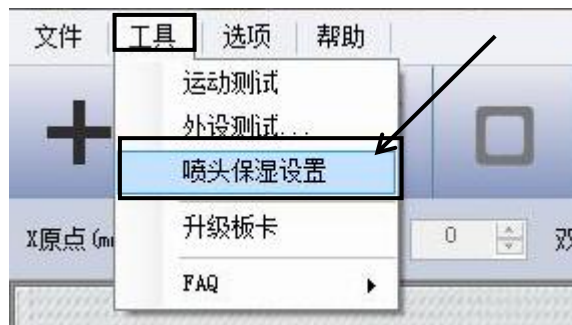 文件 工具 选项 帮助
运动测试
外设测试...
喷头保湿设置
升级板卡
X原点 0
FAQ